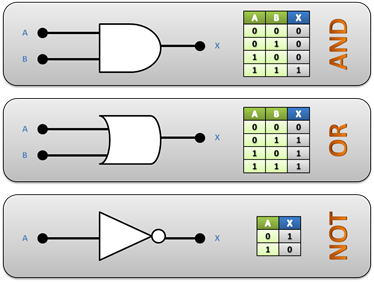 A
B
X
A B X
0 0 0
0 1 0
1 0 0
1 1 1
AND
A
B
X
A B X
0 0 0
0 1 1
1 0 1
1 1 1
OR
A
X
A X
0 1
1 0
NOT